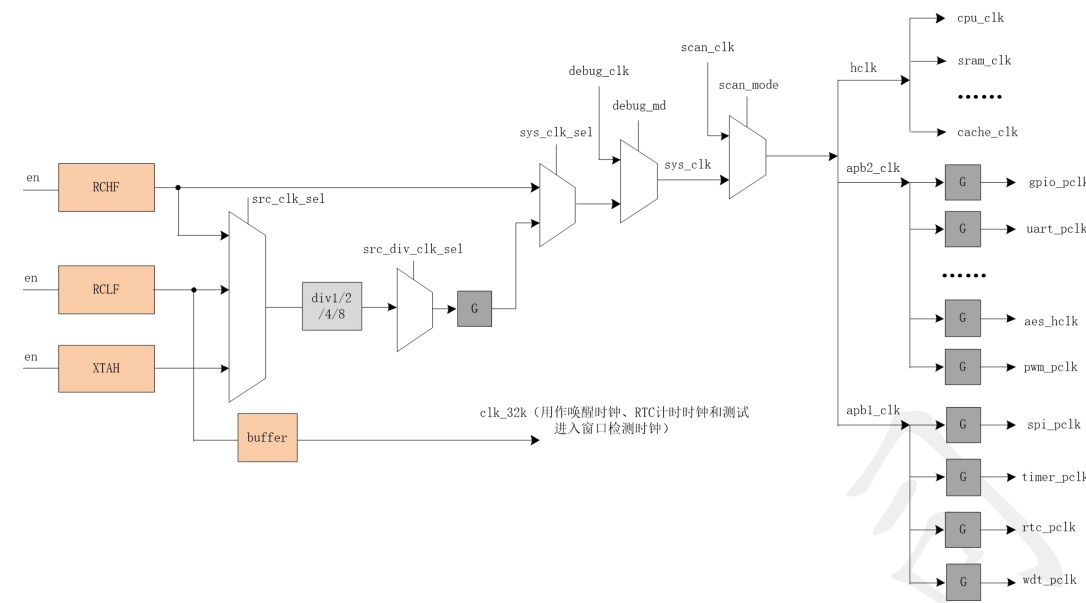 cpu_clk
scan_clk
hclk
sram_clk
debug_clk
scan_mode
......
debug_md
sys_clk_sel
cache_clk
en
RCHF
sys_clk
apb2_clk
G
gpio_pclk
src_clk_sel
G
uart_pclk
src_div_clk_sel
......
en
RCLF
div1/2
/4/8
G
G
aes_hclk
en
XTAH
G
pwm_pclk
buffer
clk_32k（用作唤醒时钟、RTC计时时钟和测试
进入窗口检测时钟）
apb1_clk
G
spi_pclk
G
timer_pclk
G
rtc_pclk
G
wdt_pclk